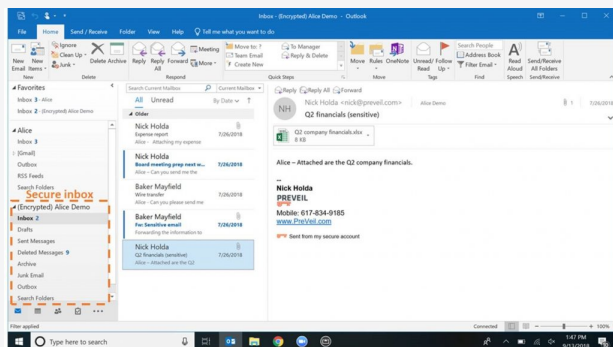 Inbox - (Encrypted) Alice Demo - Outlook
File Home Send / Receive Folder View Help Tell me what you want to do
New Email
New Items
Ignore
Clean Up
Junk
Delete Archive
Reply Reply All Forward
Meeting
IM
More
Move to: ?
Team Email
Create New
To Manager
Reply & Delete
Move Rules OneNote
Unread/ Read
Follow Up
Search People
Address Book
Filter Email
Read Aloud
Send/Receive All Folders
New Delete Respond Quick Steps Move Tags Find Speech Send/Receive
Favorites
Inbox 3 - Alice
Inbox 2 - (Encrypted) Alice Demo
Alice
Inbox 3
[Gmail]
Outbox
RSS Feeds
Search Folders
Secure inbox
(Encrypted) Alice Demo
Inbox 2
Drafts
Sent Messages
Deleted Messages 9
Archive
Junk Email
Outbox
Search Folders
Search Current Mailbox Current Mailbox
All Unread By Date
Older
Nick Holda
Expense report 7/26/2018
Alice - Attaching my expense
Nick Holda
Board meeting prep next w... 7/26/2018
Alice - Can you send me the
Baker Mayfield
Wire transfer 7/26/2018
Alice - Can you please send me
Baker Mayfield
Fw: Sensitive email 7/26/2018
Forwarding the information to
Nick Holda
Q2 financials (sensitive) 7/26/2018
Alice – Attached are the Q2
Reply Reply All Forward
NH
Nick Holda <nick@preveil.com> Alice Demo 1 7/26/2018
Q2 financials (sensitive)
Q2 company financials.xlsx
8 KB
Alice – Attached are the Q2 company financials.
--
Nick Holda
PREVEIL
Mobile: 617-834-9185
www.PreVeil.com
Sent from my secure account
Filter applied Connected 100%
Type here to search
1:47 PM
9/13/2018